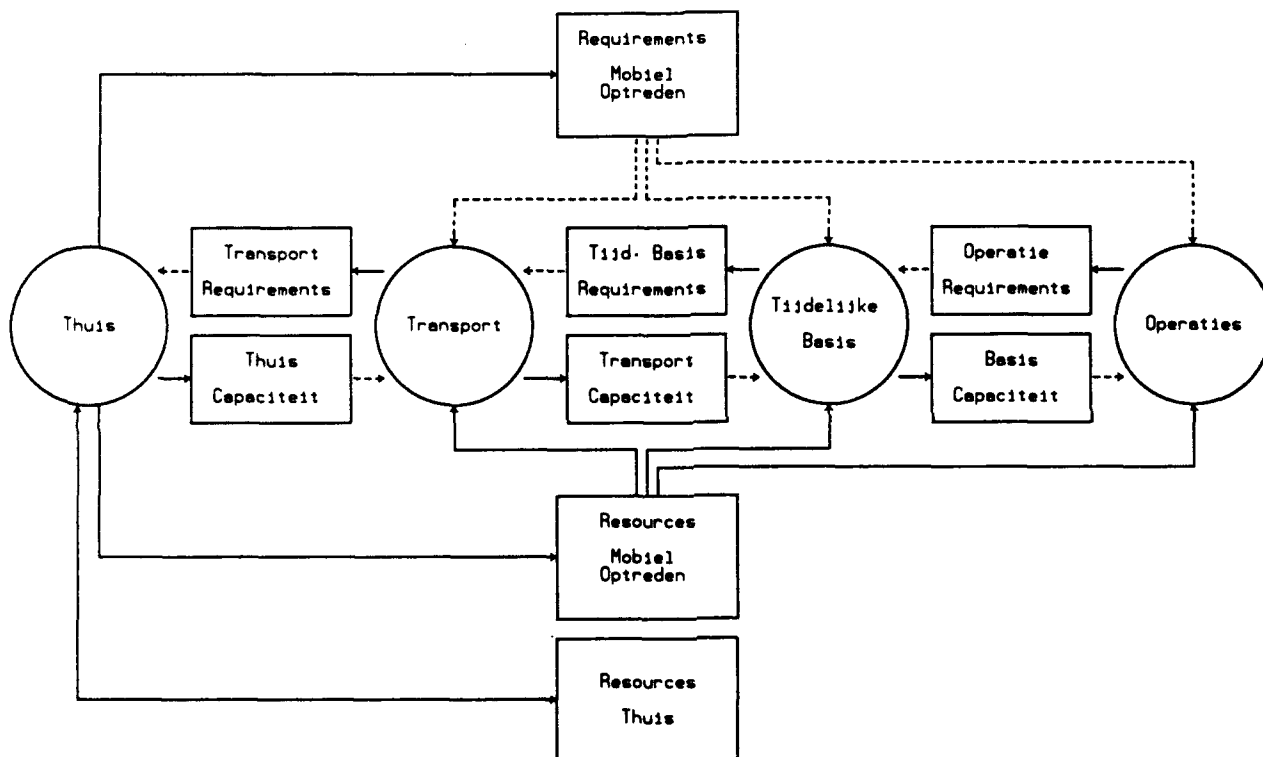 Requirements
Mobiel
Optreden
Transport
Requirements
Tijd. Basis
Requirements
Operatie
Requirements
Thuis
Transport
Tijdelijke
Basis
Operaties
Thuis
Capaciteit
Transport
Capaciteit
Basis
Capaciteit
Resources
Mobiel
Optreden
Resources
Thuis